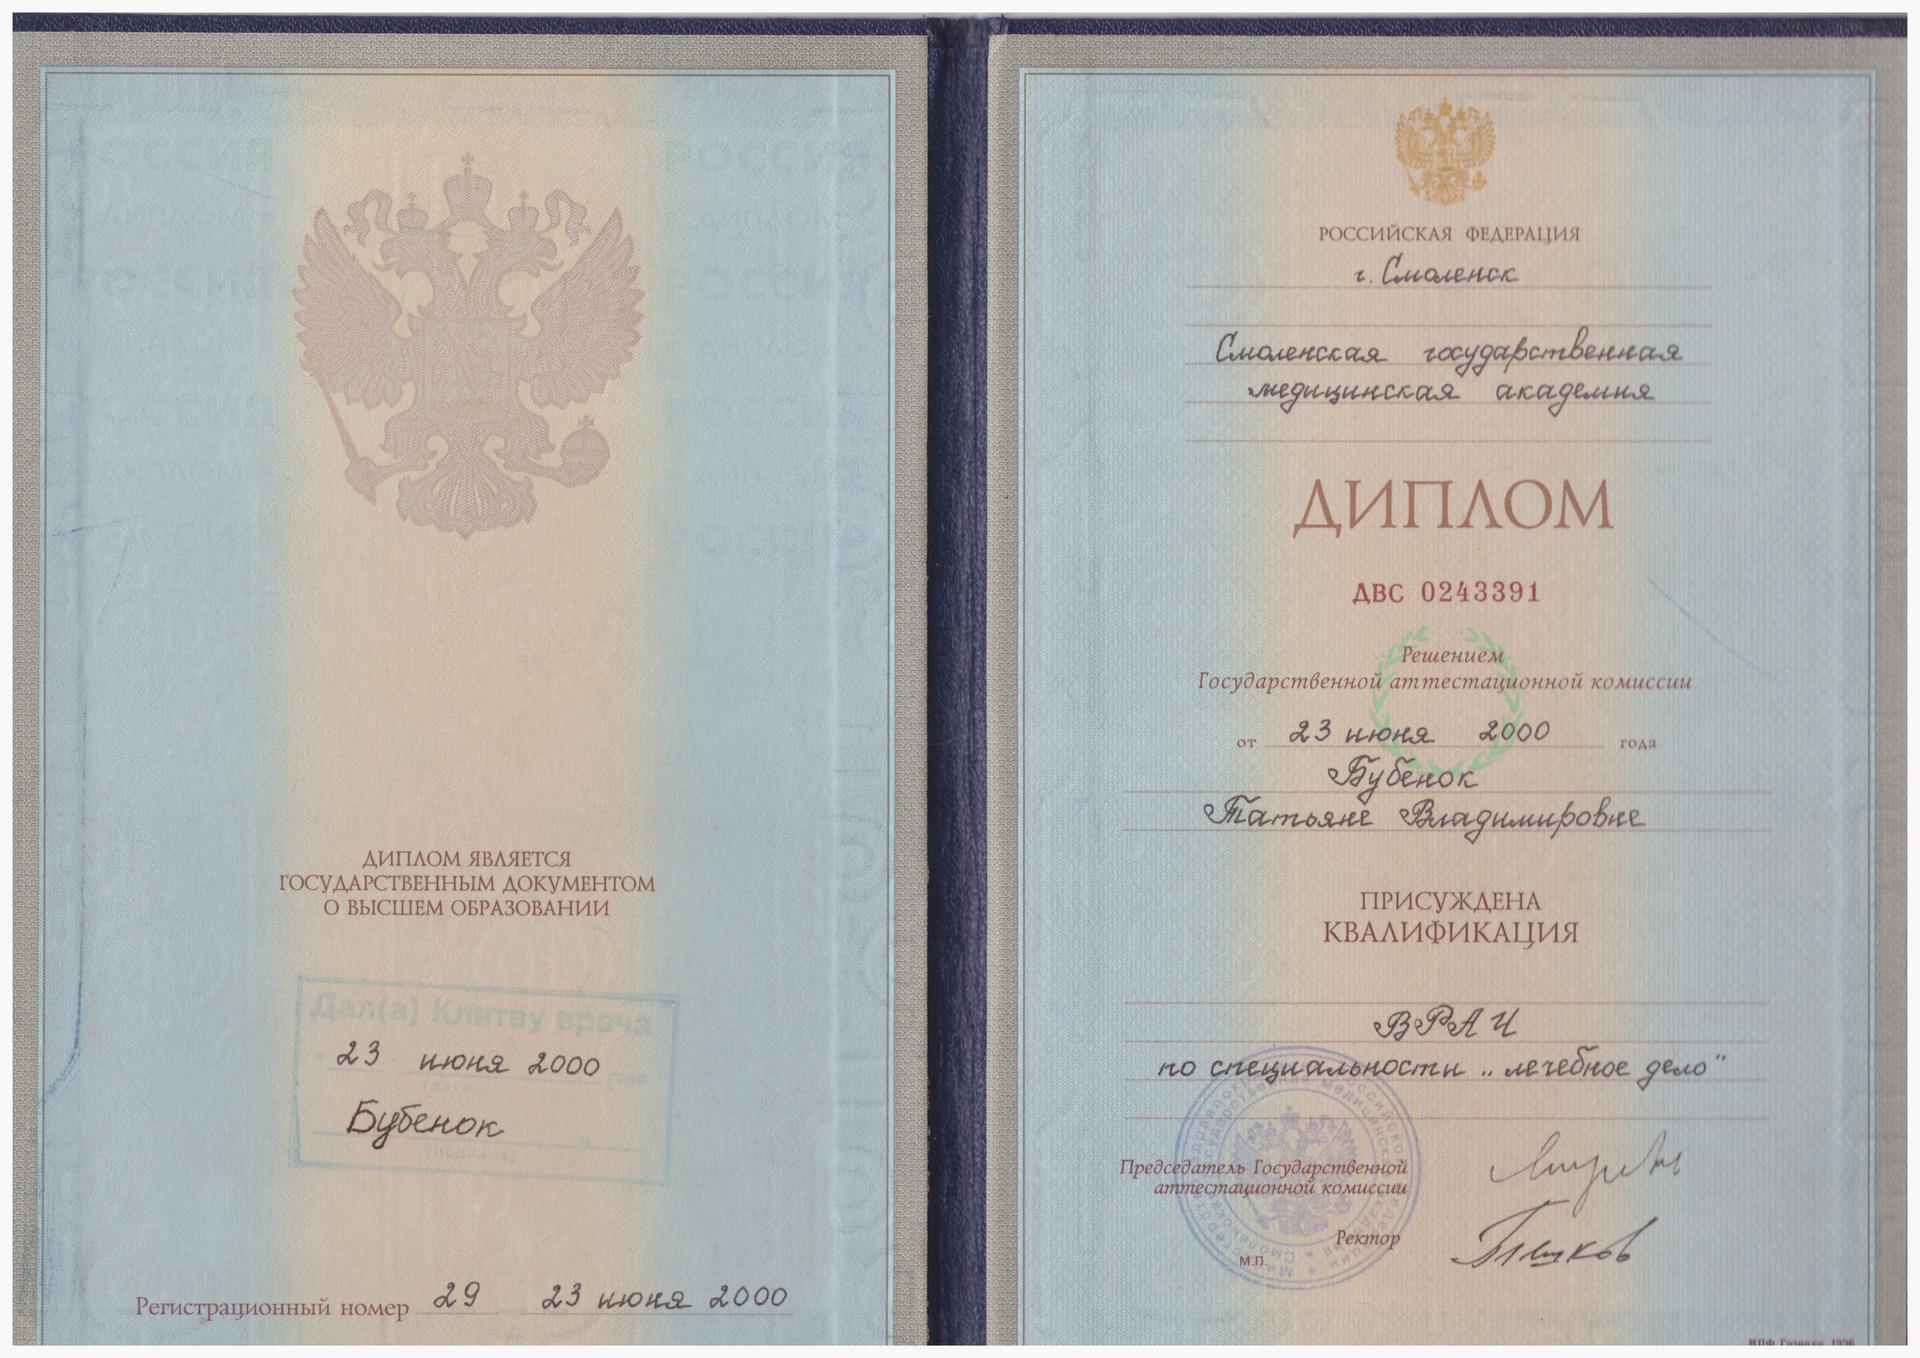 ДИПЛОМ ЯВЛЯЕТСЯ
ГОСУДАРСТВЕННЫМ ДОКУМЕНТОМ
О ВЫСШЕМ ОБРАЗОВАНИИ
Дал(а) Клятву врача
23 июня 2000
Бубенок
Регистрационный номер 29 23 июня 2000
РОССИЙСКАЯ ФЕДЕРАЦИЯ
г. Смоленск
Смоленская государственная
медицинская академия
ДИПЛОМ
ДВС 0243391
Решением
Государственной аттестационной комиссии
от 23 июня 2000 года
Бубенок
Татьяне Владимировне
ПРИСУЖДЕНА
КВАЛИФИКАЦИЯ
ВРАЧ
по специальности „лечебное дело"
Председатель Государственной
аттестационной комиссии
Ректор
М.П.